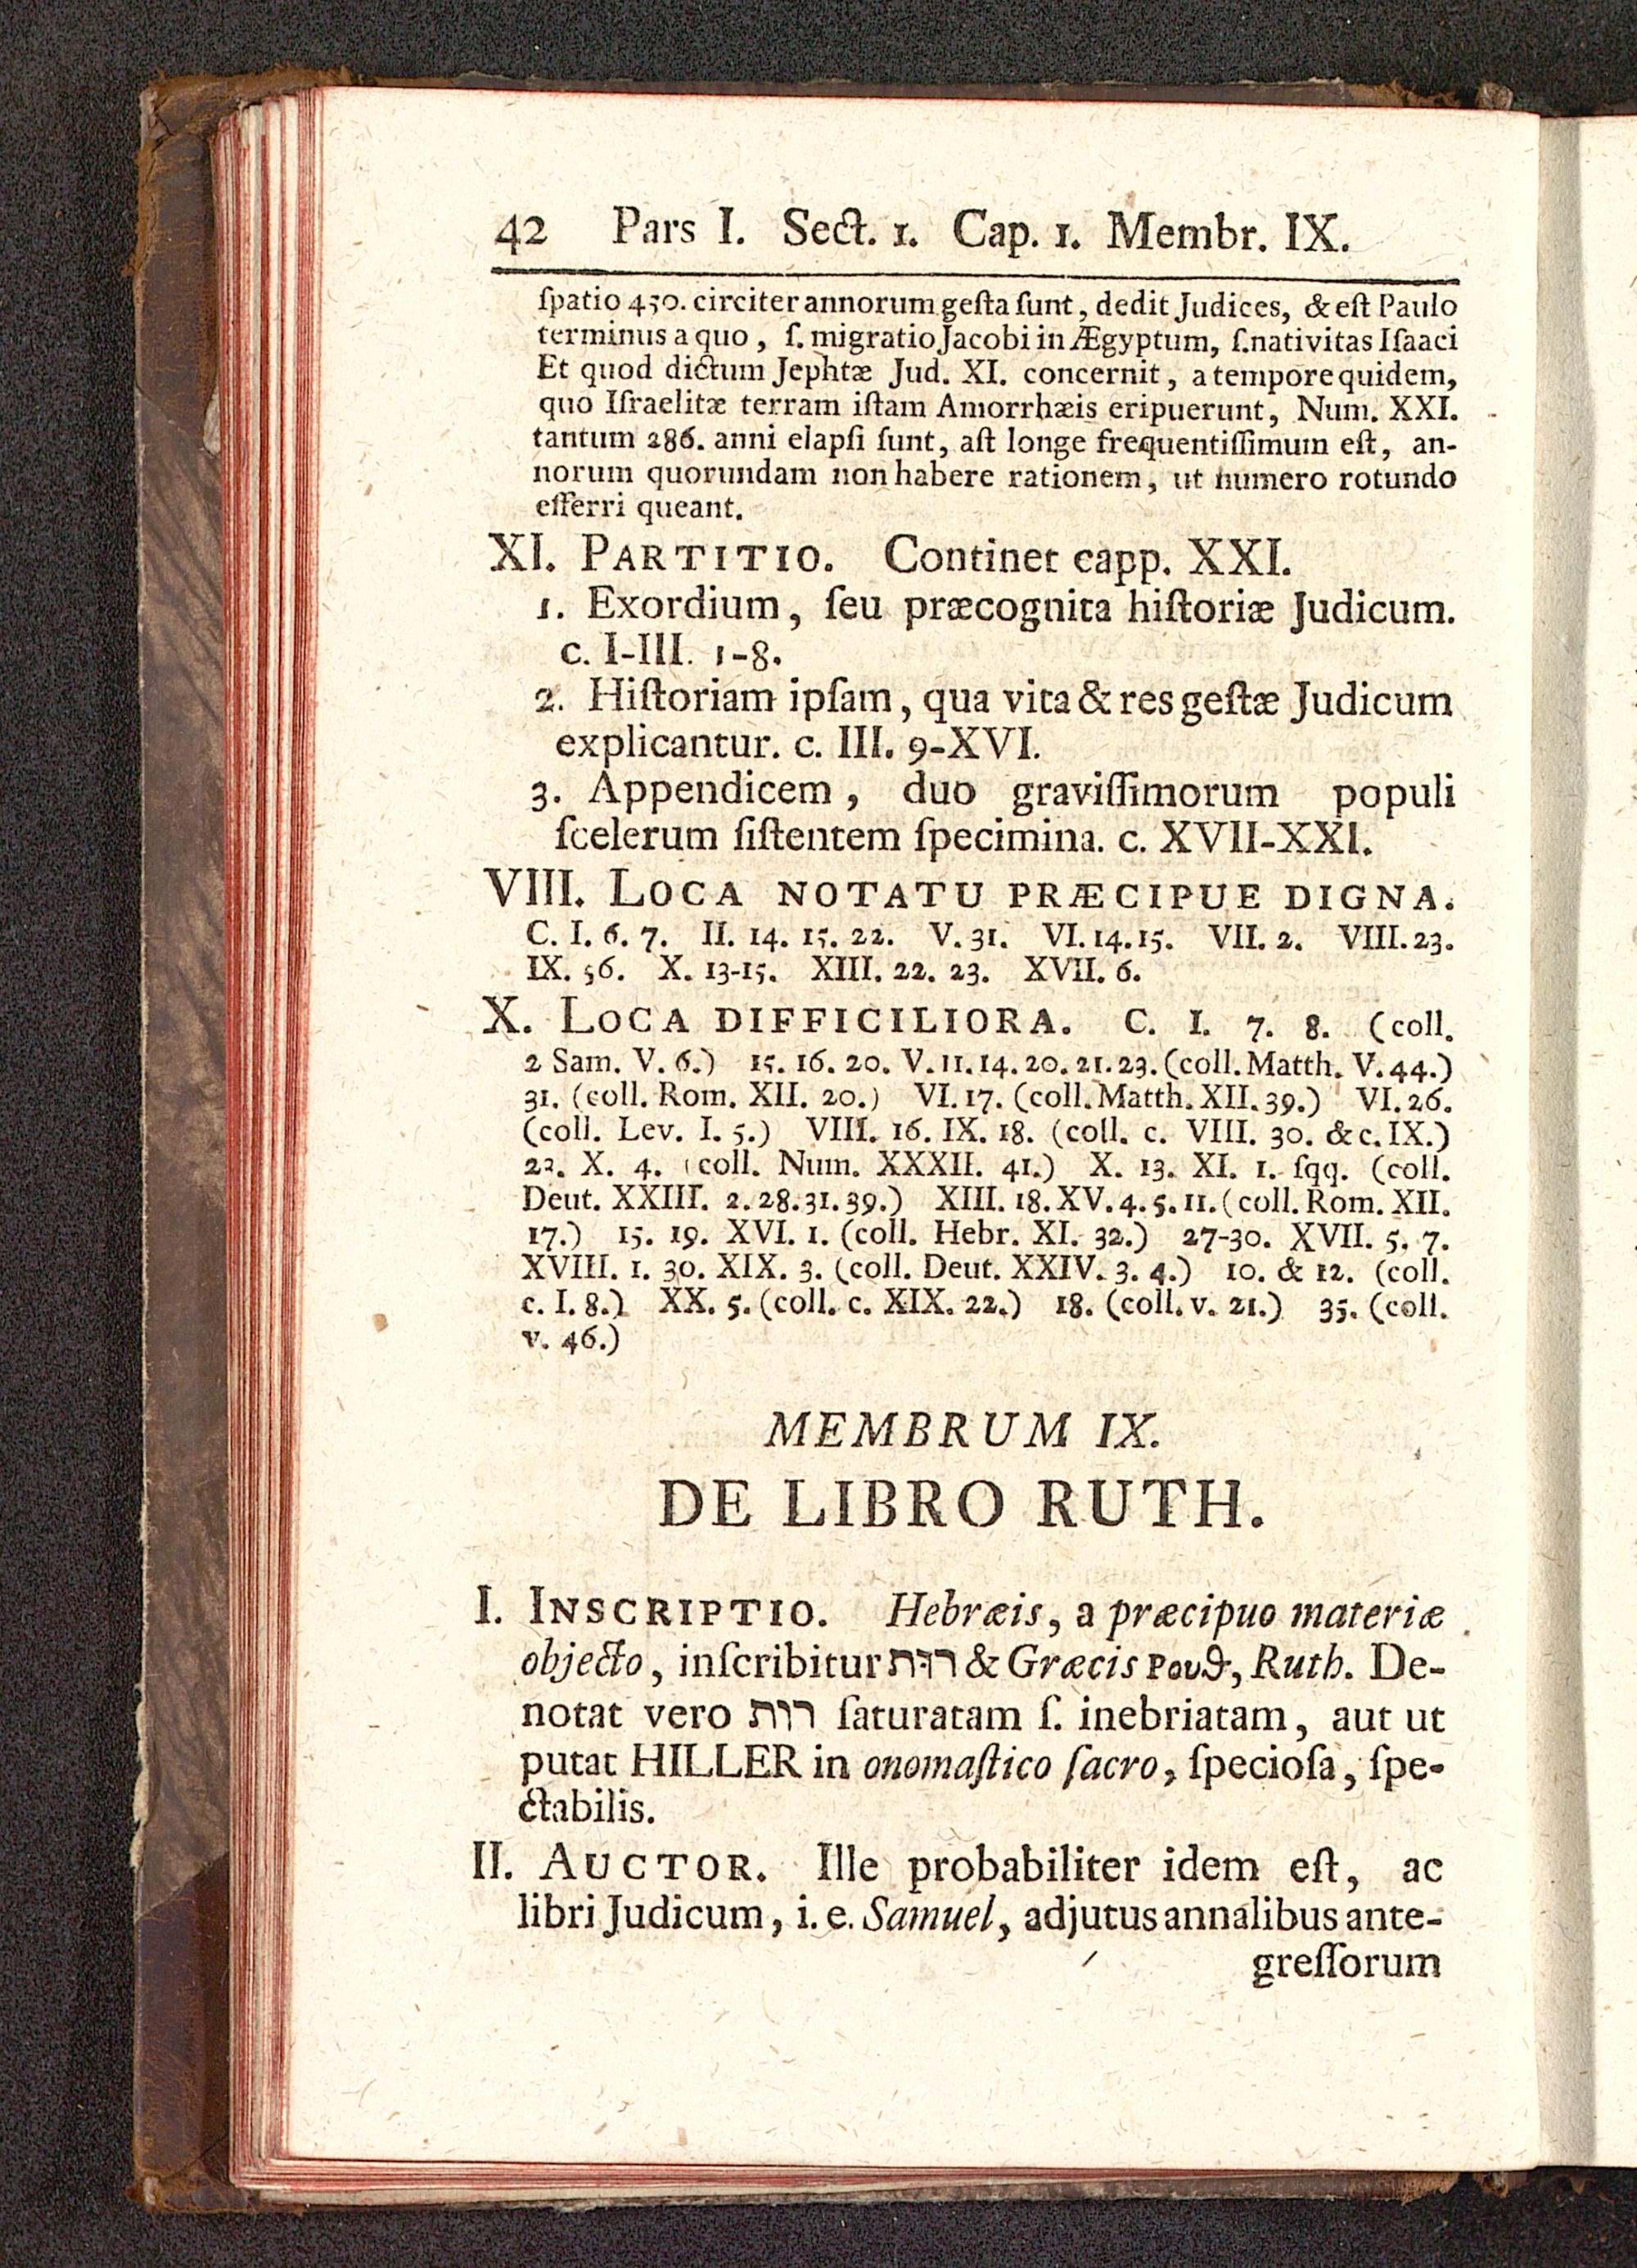 42 Pars I. Sect. 1. Cap. 1. Membr. IX.
ſpatio 450. circiter annorum geſta ſunt, dedit Judices, & eſt Paulo
terminus a quo, ſ. migratio Jacobi in Ægyptum, ſ. nativitas Iſaaci
Et quod dictum Jephtæ Jud. XI. concernit, a tempore quidem,
quo Iſraelitæ terram iſtam Amorrhæis eripuerunt, Num. XXI.
tantum 286. anni elapſi ſunt, aſt longe frequentiſſimum eſt, an-
norum quorundam non habere rationem, ut numero rotundo
efferri queant.
XI. PARTITIO. Continet capp. XXI.
1. Exordium, ſeu præcognita hiſtoriæ Judicum.
c. I-III. 1-8.
2. Hiſtoriam ipſam, qua vita & res geſtæ Judicum
explicantur. c. III. 9-XVI.
3. Appendicem, duo graviſſimorum populi
ſcelerum ſiſtentem ſpecimina. c. XVII-XXI.
VIII. LOCA NOTATU PRÆCIPUE DIGNA.
C. I. 6. 7. II. 14. 15. 22. V. 31. VI. 14. 15. VII. 2. VIII. 23.
IX. 56. X. 13-15. XIII. 22. 23. XVII. 6.
X. LOCA DIFFICILIORA. C. I. 7. 8. (coll.
2 Sam. V. 6.) 15. 16. 20. V. 11. 14. 20. 21. 23. (coll. Matth. V. 44.)
31. (coll. Rom. XII. 20.) VI. 17. (coll. Matth. XII. 39.) VI. 26.
(coll. Lev. I. 5.) VIII. 16. IX. 18. (coll. c. VIII. 30. & c. IX.)
23. X. 4. (coll. Num. XXXII. 41.) X. 13. XI. 1. ſqq. (coll.
Deut. XXIII. 2. 28. 31. 39.) XIII. 18. XV. 4. 5. 11. (coll. Rom. XII.
17.) 15. 19. XVI. 1. (coll. Hebr. XI. 32.) 27-30. XVII. 5. 7.
XVIII. 1. 30. XIX. 3. (coll. Deut. XXIV. 3. 4.) 10. & 12. (coll.
c. I. 8.) XX. 5. (coll. c. XIX. 22.) 18. (coll. v. 21.) 35. (coll.
v. 46.)
MEMBRUM IX.
DE LIBRO RUTH.
I. INSCRIPTIO. Hebræis, a præcipuo materiæ
objecto, inſcribitur רוּת & Græcis Ρουϑ, Ruth. De-
notat vero רות ſaturatam ſ. inebriatam, aut ut
putat HILLER in onomaſtico ſacro, ſpecioſa, ſpe-
ctabilis.
II. AUCTOR. Ille probabiliter idem eſt, ac
libri Judicum, i. e. Samuel, adjutus annalibus ante-
greſſorum